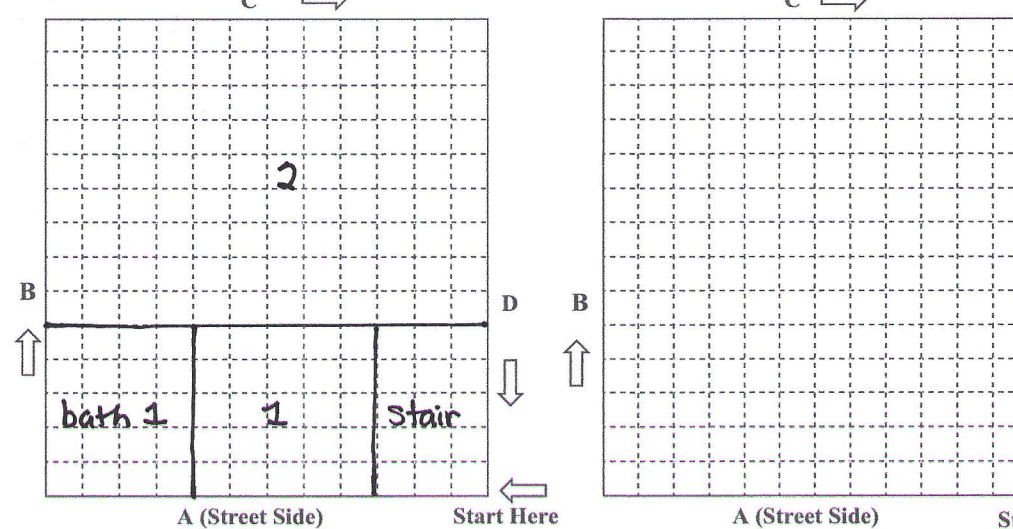 C C
2
B D B
bath 1 1 stair
A (Street Side) Start Here A (Street Side)